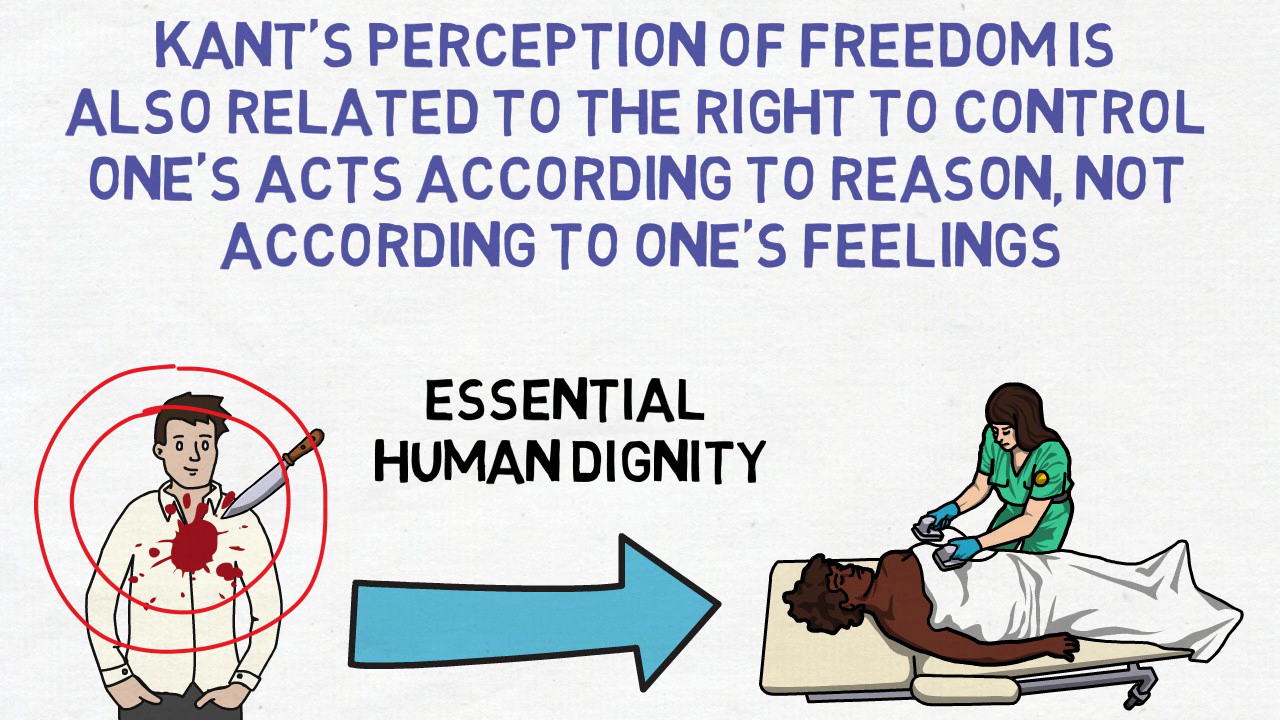 KANT'S PERCEPTION OF FREEDOM IS
ALSO RELATED TO THE RIGHT TO CONTROL
ONE'S ACTS ACCORDING TO REASON, NOT
ACCORDING TO ONE'S FEELINGS
ESSENTIAL
HUMAN DIGNITY